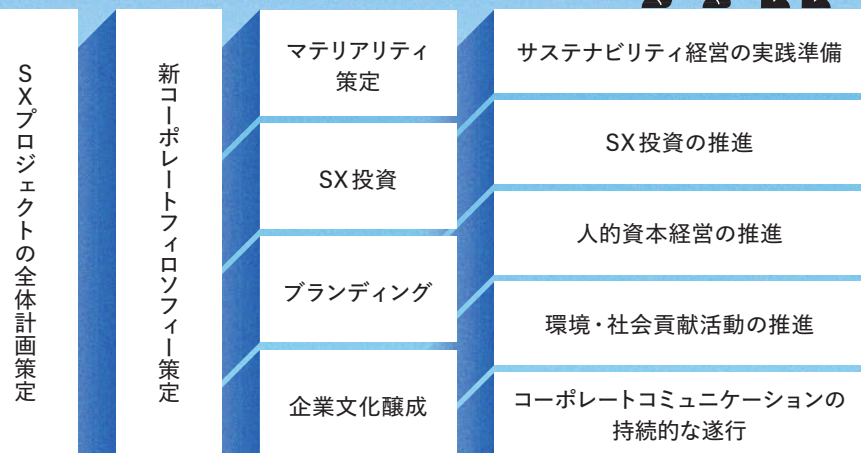 SXプロジェクトの全体計画策定
新コーポレートフィロソフィー策定
マテリアリティ
策定
SX投資
ブランディング
企業文化醸成
サステナビリティ経営の実践準備
SX投資の推進
人的資本経営の推進
環境・社会貢献活動の推進
コーポレートコミュニケーションの
持続的な遂行